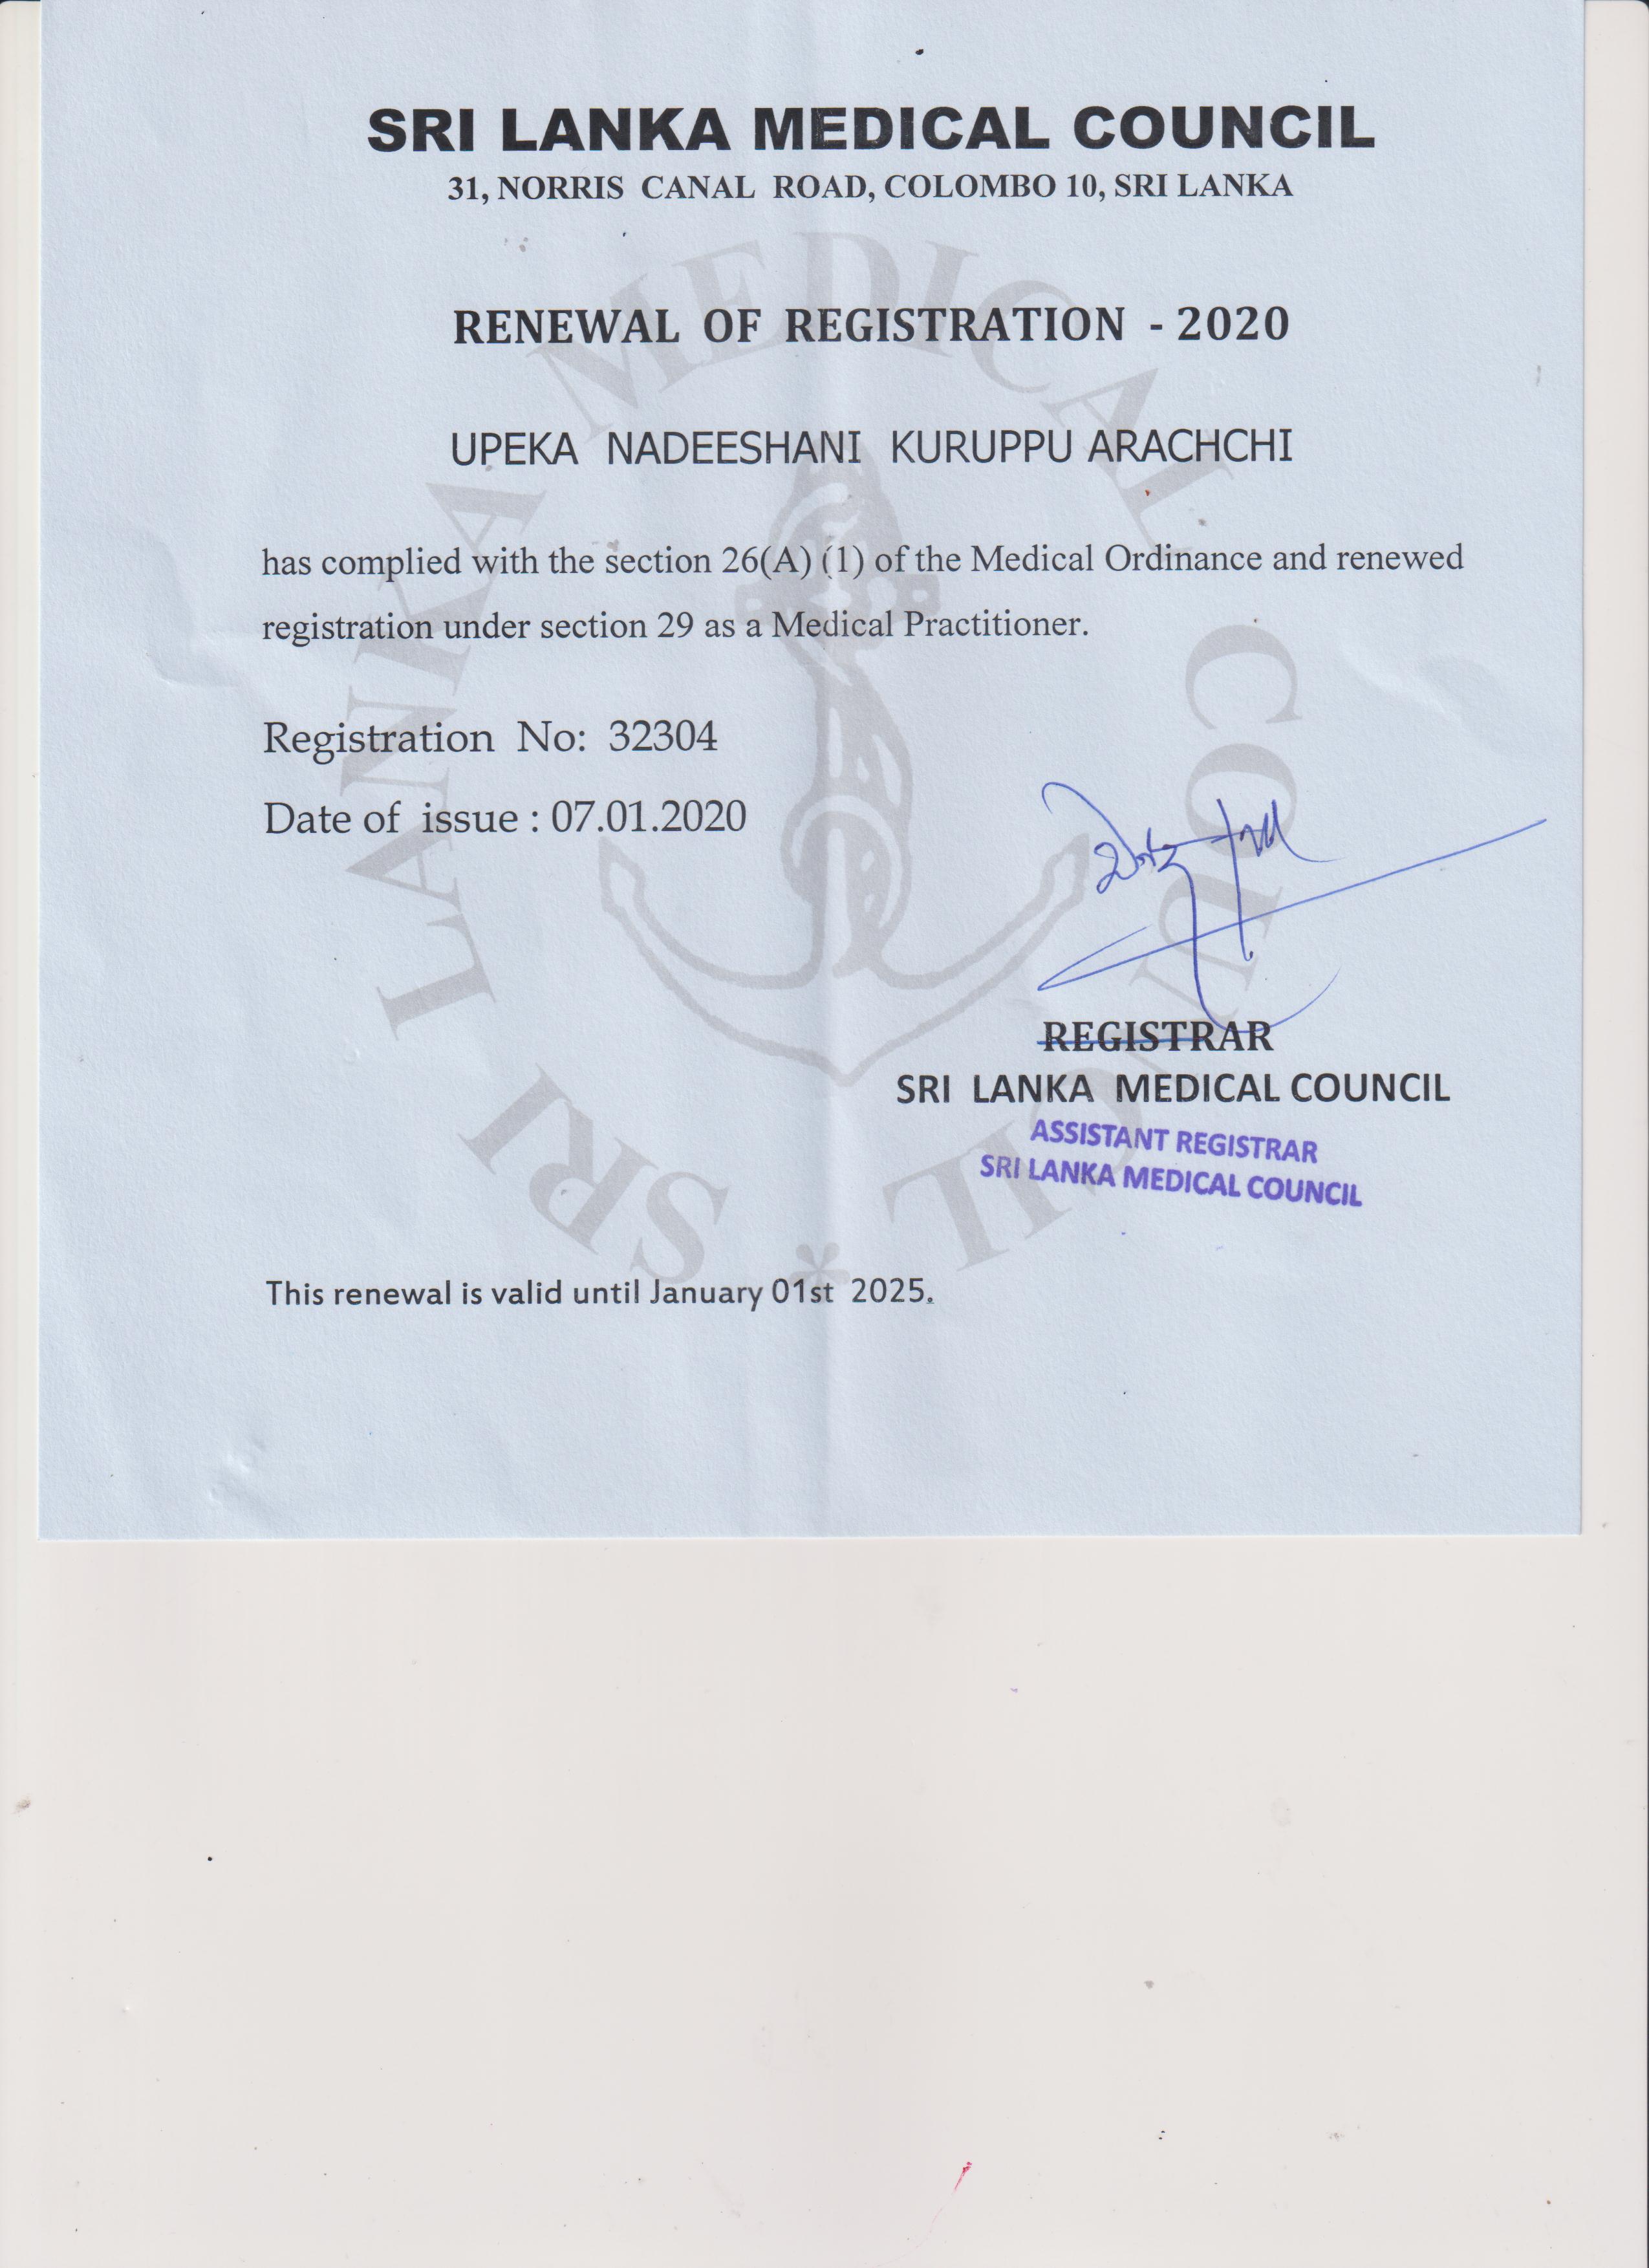 SRI LANKA MEDICAL COUNCIL
31, NORRIS CANAL ROAD, COLOMBO 10, SRI LANKA
RENEWAL OF REGISTRATION - 2020
UPEKA NADEESHANI KURUPPU ARACHCHI
has complied with the section 26(A) (1) of the Medical Ordinance and renewed
registration under section 29 as a Medical Practitioner.
Registration No: 32304
Date of issue : 07.01.2020
REGISTRAR
SRI LANKA MEDICAL COUNCIL
ASSISTANT REGISTRAR
SRI LANKA MEDICAL COUNCIL
This renewal is valid until January 01st 2025.
SRI LANKA MEDICAL COUNCIL *